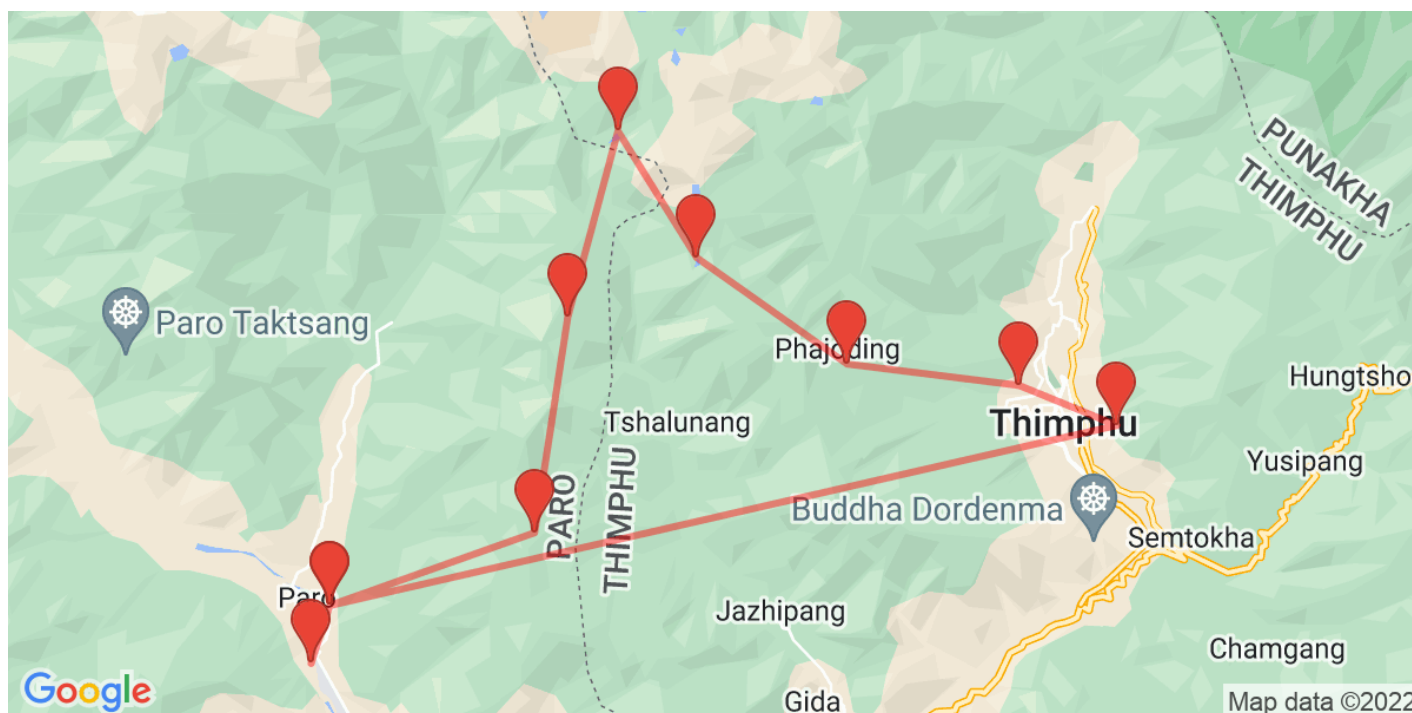 PUNAKHA
THIMPHU
Paro Taktsang
Phajoding
Hungtsho
Tshalunang
Thimphu
Yusipang
PARO
THIMPHU
Buddha Dordenma
Semtokha
Paro
Jazhipang
Chamgang
Google
Gida
Map data ©2022